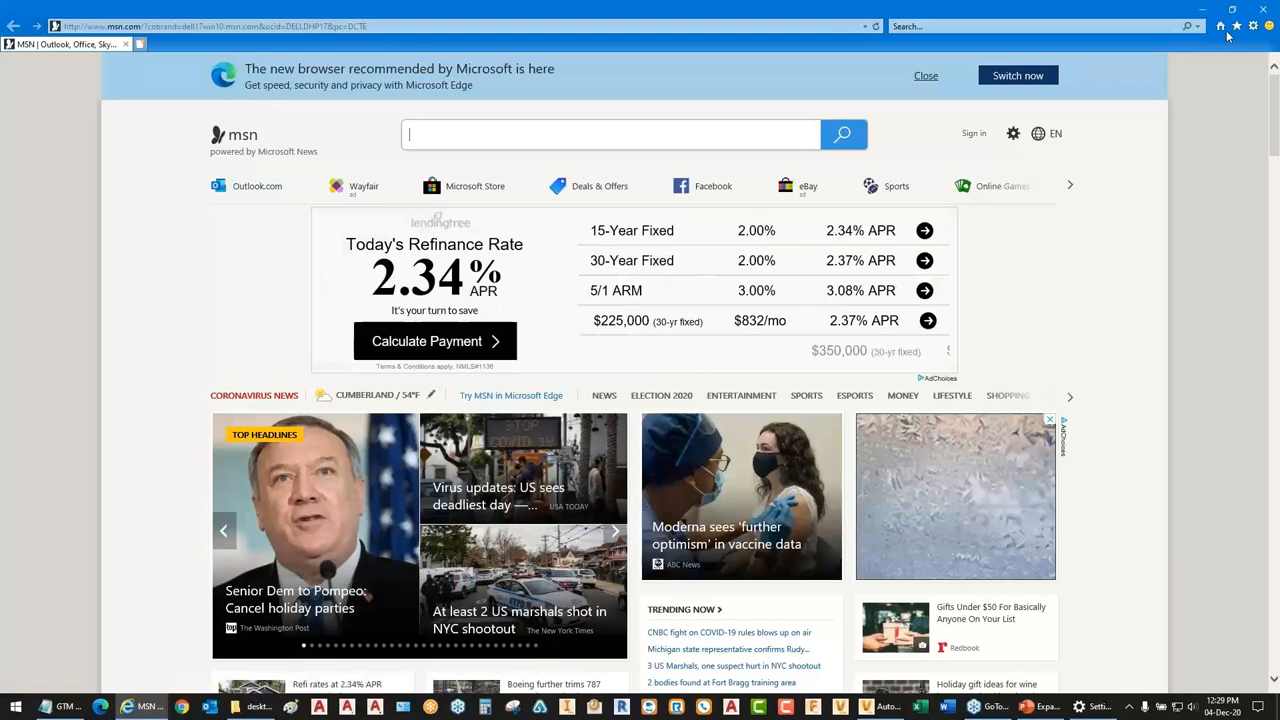 http://www.msn.com/?cobrand=dell17win10.msn.com&ocid=DELLDHP17&pc=DCTE
Search...
MSN | Outlook, Office, Sky...
The new browser recommended by Microsoft is here
Get speed, security and privacy with Microsoft Edge
Close
Switch now
msn
powered by Microsoft News
Sign in
EN
Outlook.com
Wayfair
ad
Microsoft Store
Deals & Offers
Facebook
eBay
ad
Sports
Online Games
lendingtree
Today's Refinance Rate
2.34% APR
It's your turn to save
Calculate Payment
Terms & Conditions apply. NMLS#1136
15-Year Fixed 2.00% 2.34% APR
30-Year Fixed 2.00% 2.37% APR
5/1 ARM 3.00% 3.08% APR
$225,000 (30-yr fixed) $832/mo 2.37% APR
$350,000 (30-yr fixed)
AdChoices
CORONAVIRUS NEWS
CUMBERLAND / 54°F
Try MSN in Microsoft Edge
NEWS
ELECTION 2020
ENTERTAINMENT
SPORTS
ESPORTS
MONEY
LIFESTYLE
SHOPPING
TOP HEADLINES
Senior Dem to Pompeo:
Cancel holiday parties
top The Washington Post
STOP
COVID 19
Virus updates: US sees
deadliest day —...
USA TODAY
At least 2 US marshals shot in
NYC shootout
The New York Times
Moderna sees 'further
optimism' in vaccine data
ABC News
AdChoices
TRENDING NOW
CNBC fight on COVID-19 rules blows up on air
Michigan state representative confirms Rudy...
3 US Marshals, one suspect hurt in NYC shootout
2 bodies found at Fort Bragg training area
Gifts Under $50 For Basically
Anyone On Your List
Redbook
Refi rates at 2.34% APR
Boeing further trims 787
Holiday gift ideas for wine
GTM ...
MSN ...
deskt...
Auto...
GoTo...
Expa...
Setti...
12:29 PM
04-Dec-20